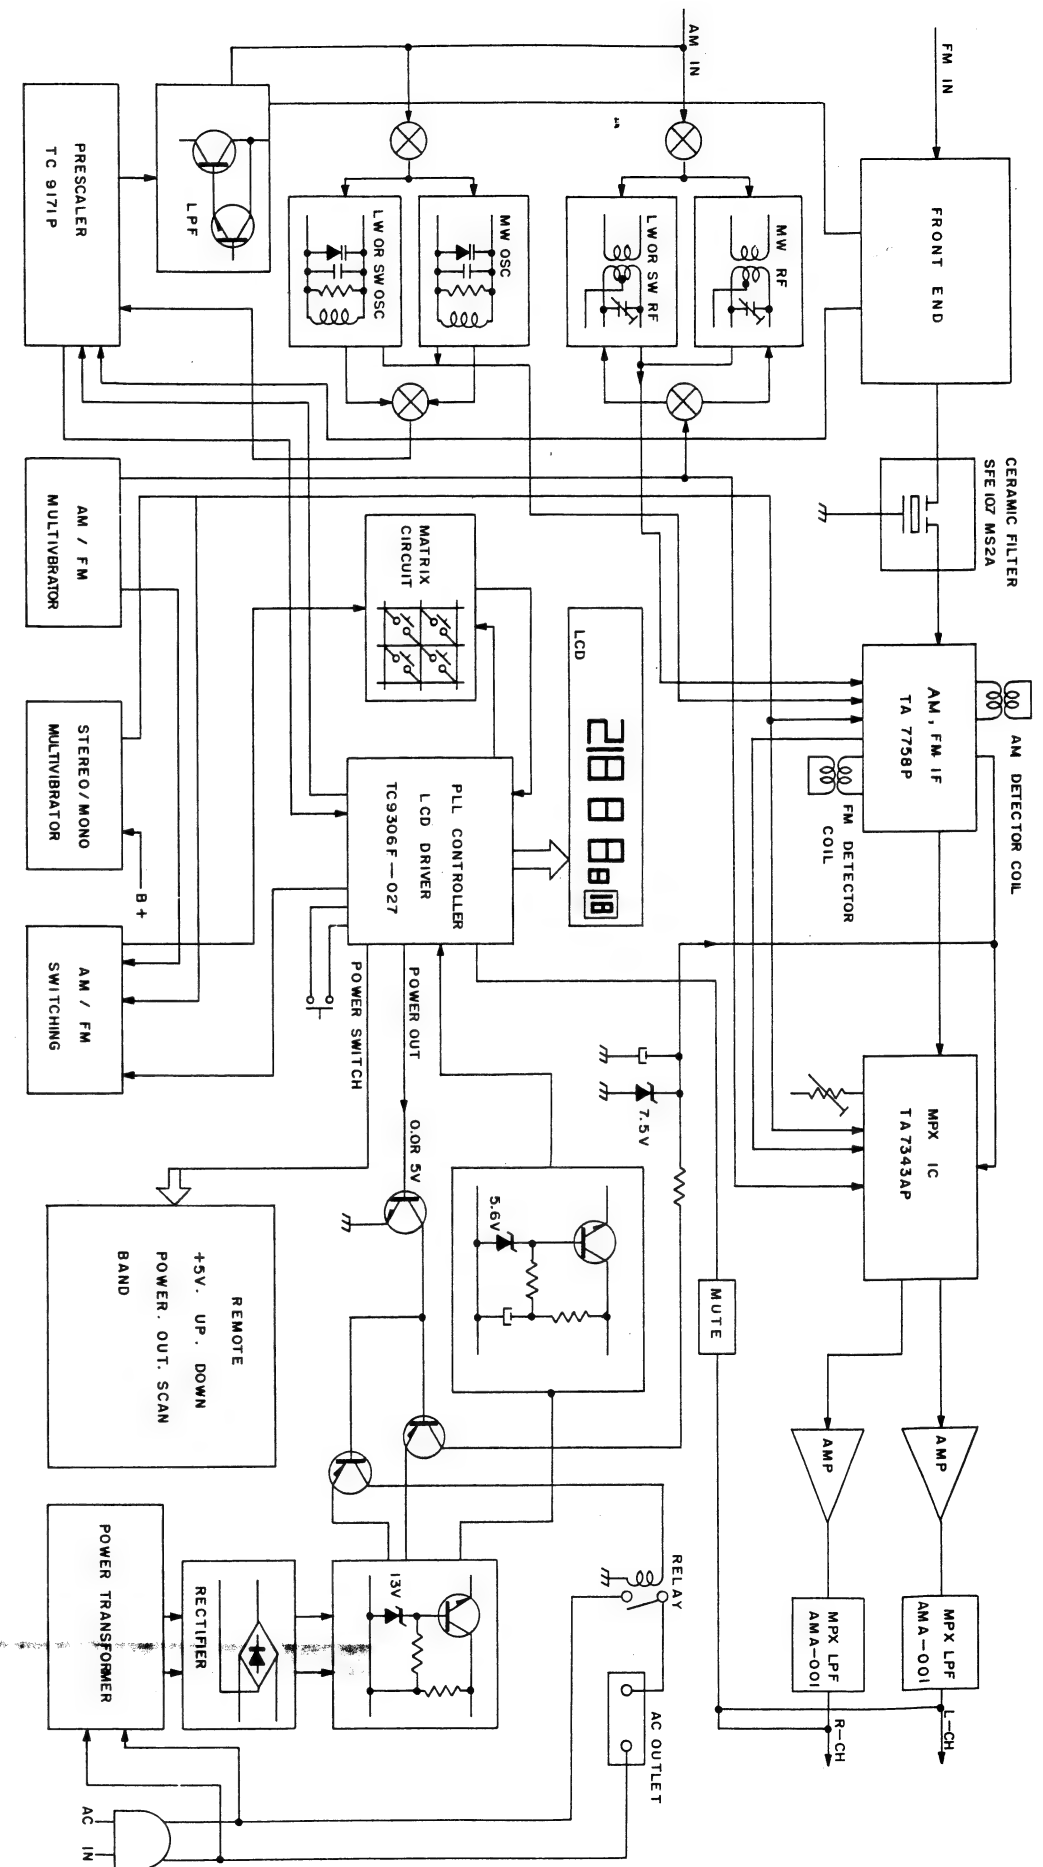 FM IN
FRONT END
CERAMIC FILTER
SFE 10.7 MS2A
AM, FM IF
TA 7758P
AM DETECTOR COIL
FM DETECTOR
COIL
MPX IC
TA7343AP
AMP
AMP
MPX LPF
AMA-001
MPX LPF
AMA-001
L-CH
R-CH
AM IN
MW RF
LW OR SW RF
MW OSC
LW OR SW OSC
LPF
PRESCALER
TC 9171P
LCD
218 8 8 8 18
MATRIX
CIRCUIT
PLL CONTROLLER
LCD DRIVER
TC9306F-027
AM / FM
MULTIVIBRATOR
STEREO/MONO
MULTIVIBRATOR
B+
AM / FM
SWITCHING
POWER SWITCH
POWER OUT
0.OR 5V
7.5V
5.6V
MUTE
REMOTE
+5V. UP. DOWN
POWER. OUT. SCAN
BAND
RELAY
AC OUTLET
13V
RECTIFIER
POWER TRANSFORMER
AC IN